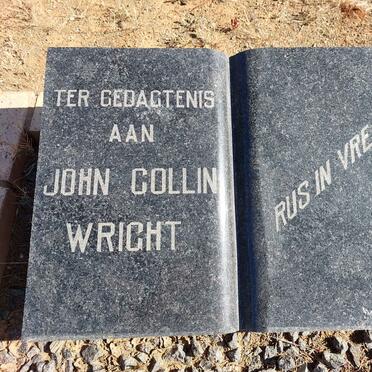 TER GEDAGTENIS
AAN
JOHN COLLIN
WRIGHT
RUS IN VRE